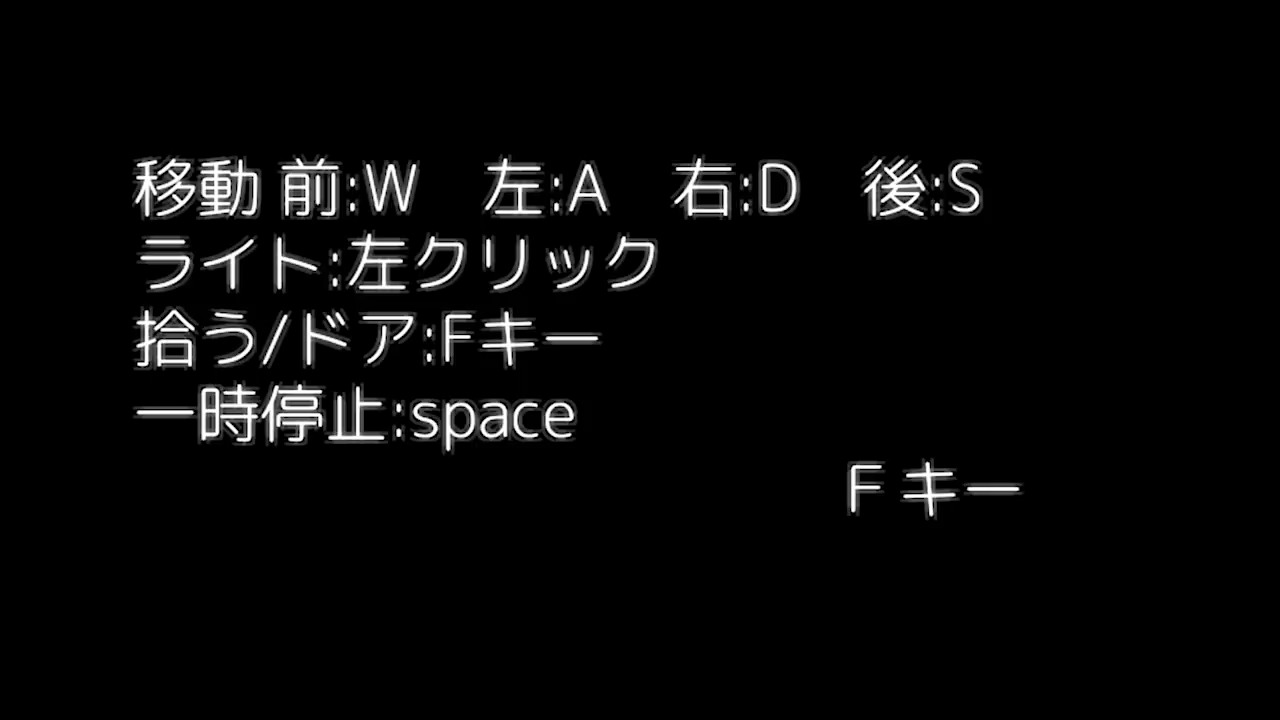 移動 前:W　左:A　右:D　後:S
ライト:左クリック
拾う/ドア:Fキー
一時停止:space
F キー